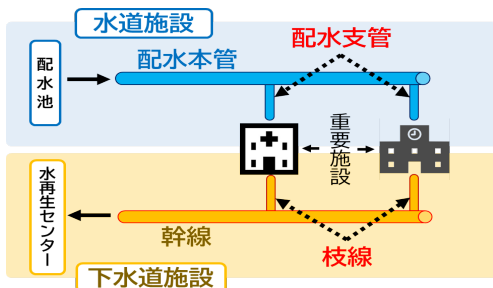 水道施設
配水支管
配水本管
配水池
重要施設
水再生センター
幹線
枝線
下水道施設